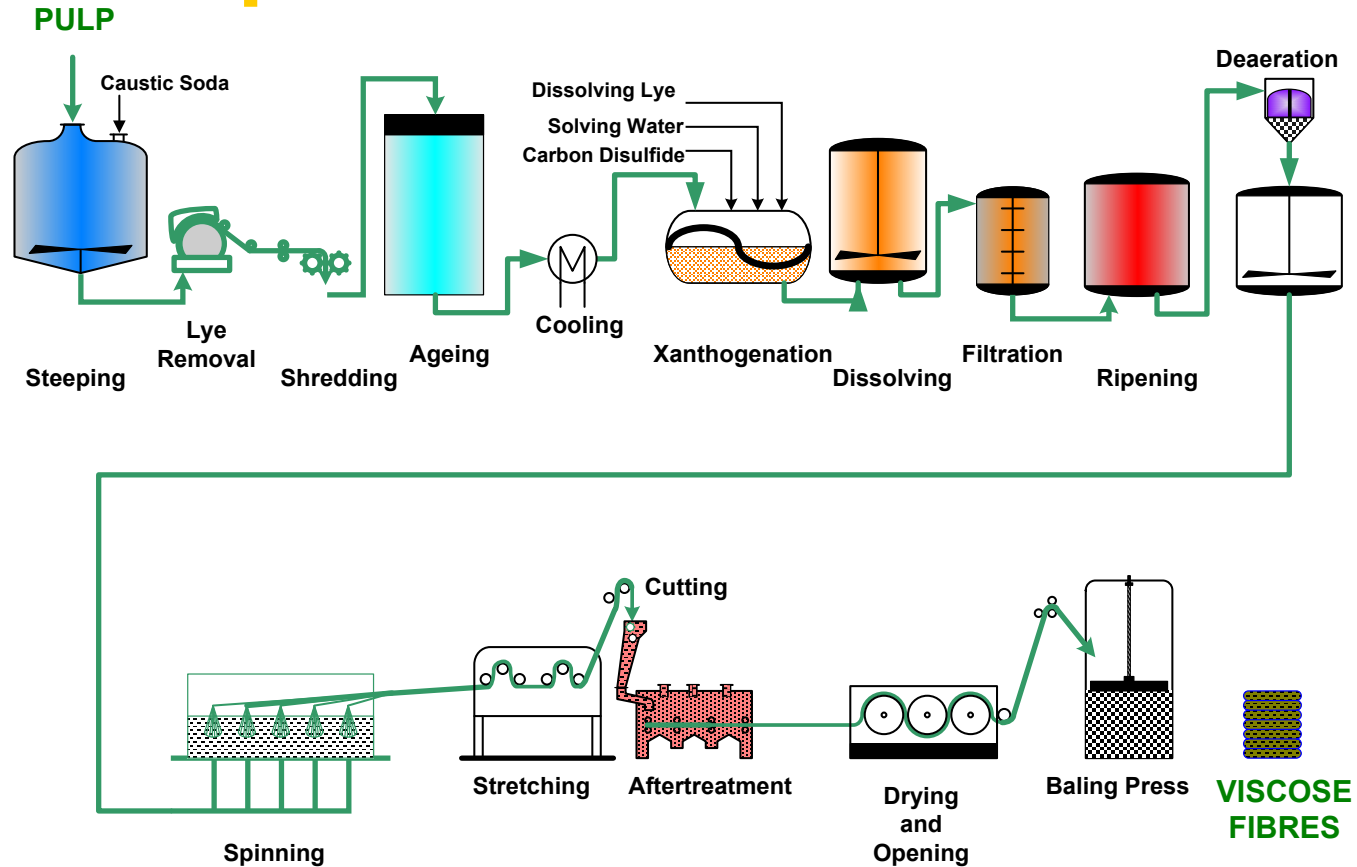 PULP
Caustic Soda
Dissolving Lye
Solving Water
Carbon Disulfide
Deaeration
Steeping
Lye
Removal
Shredding
Ageing
Cooling
Xanthogenation
Dissolving
Filtration
Ripening
Spinning
Stretching
Cutting
Aftertreatment
Drying
and
Opening
Baling Press
VISCOSE
FIBRES